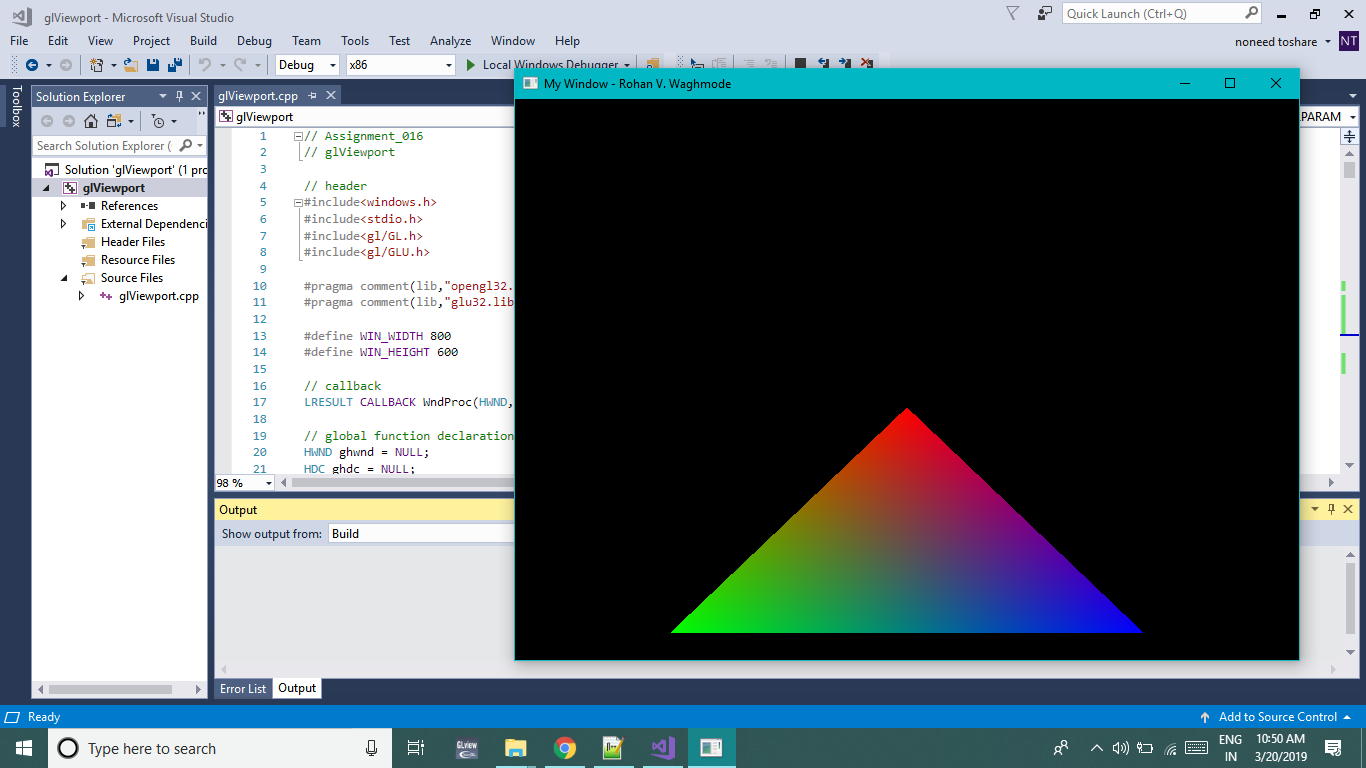 glViewport - Microsoft Visual Studio
Quick Launch (Ctrl+Q)
File Edit View Project Build Debug Team Tools Test Analyze Window Help
noneed toshare NT
Debug x86 Local Windows Debugger
Toolbox
Solution Explorer
Search Solution Explorer (
Solution 'glViewport' (1 pro
glViewport
References
External Dependenci
Header Files
Resource Files
Source Files
glViewport.cpp
glViewport.cpp
glViewport
PARAM
1 // Assignment_016
2 // glViewport
3
4 // header
5 #include<windows.h>
6 #include<stdio.h>
7 #include<gl/GL.h>
8 #include<gl/GLU.h>
9
10 #pragma comment(lib,"opengl32.
11 #pragma comment(lib,"glu32.lib
12
13 #define WIN_WIDTH 800
14 #define WIN_HEIGHT 600
15
16 // callback
17 LRESULT CALLBACK WndProc(HWND,
18
19 // global function declaration
20 HWND ghwnd = NULL;
21 HDC ghdc = NULL;
98 %
My Window - Rohan V. Waghmode
Output
Show output from: Build
Error List Output
Ready
Add to Source Control
Type here to search
GLview
ENG
IN
10:50 AM
3/20/2019